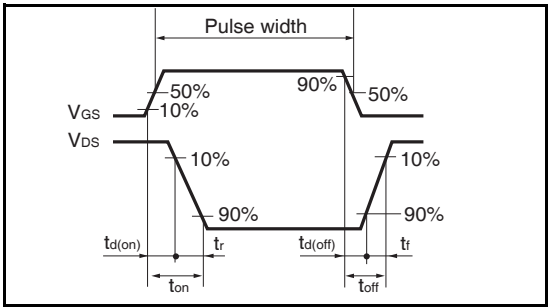 Pulse width
50%
10%
90%
50%
VGS
VDS
10%
90%
10%
90%
td(on)
tr
td(off)
tf
ton
toff